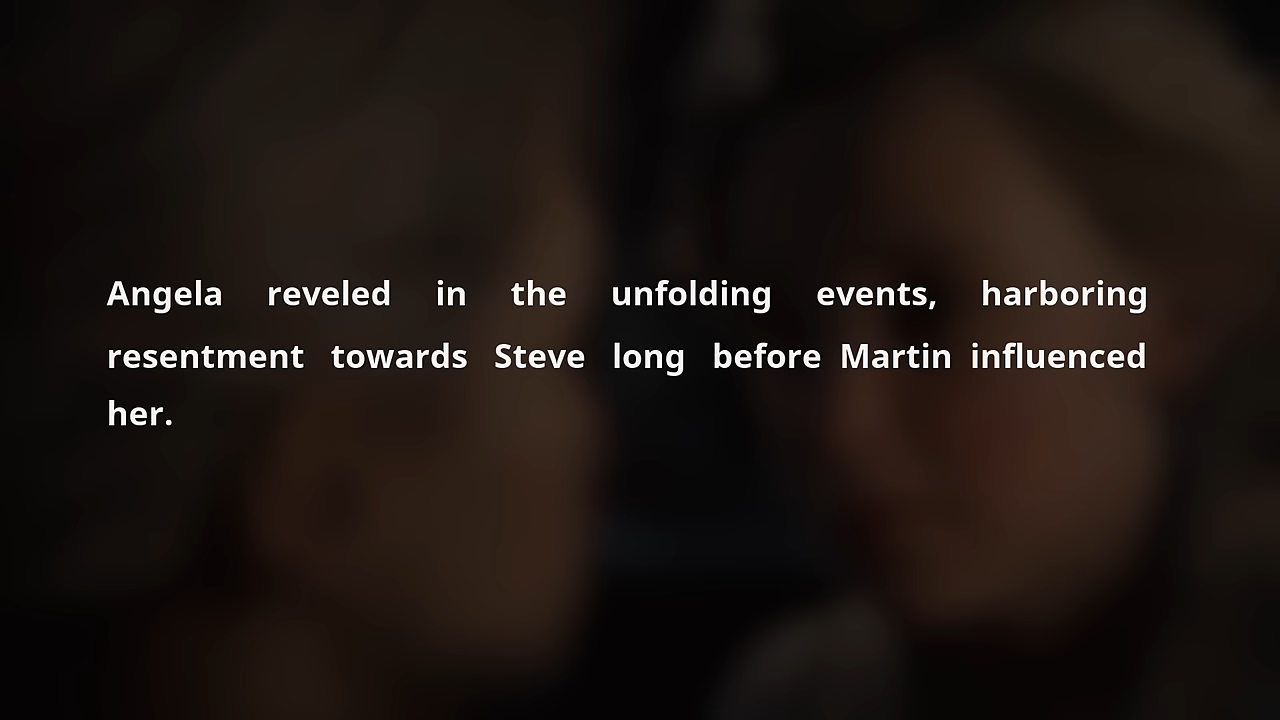 Angela reveled in the unfolding events, harboring
resentment towards Steve long before Martin influenced
her.